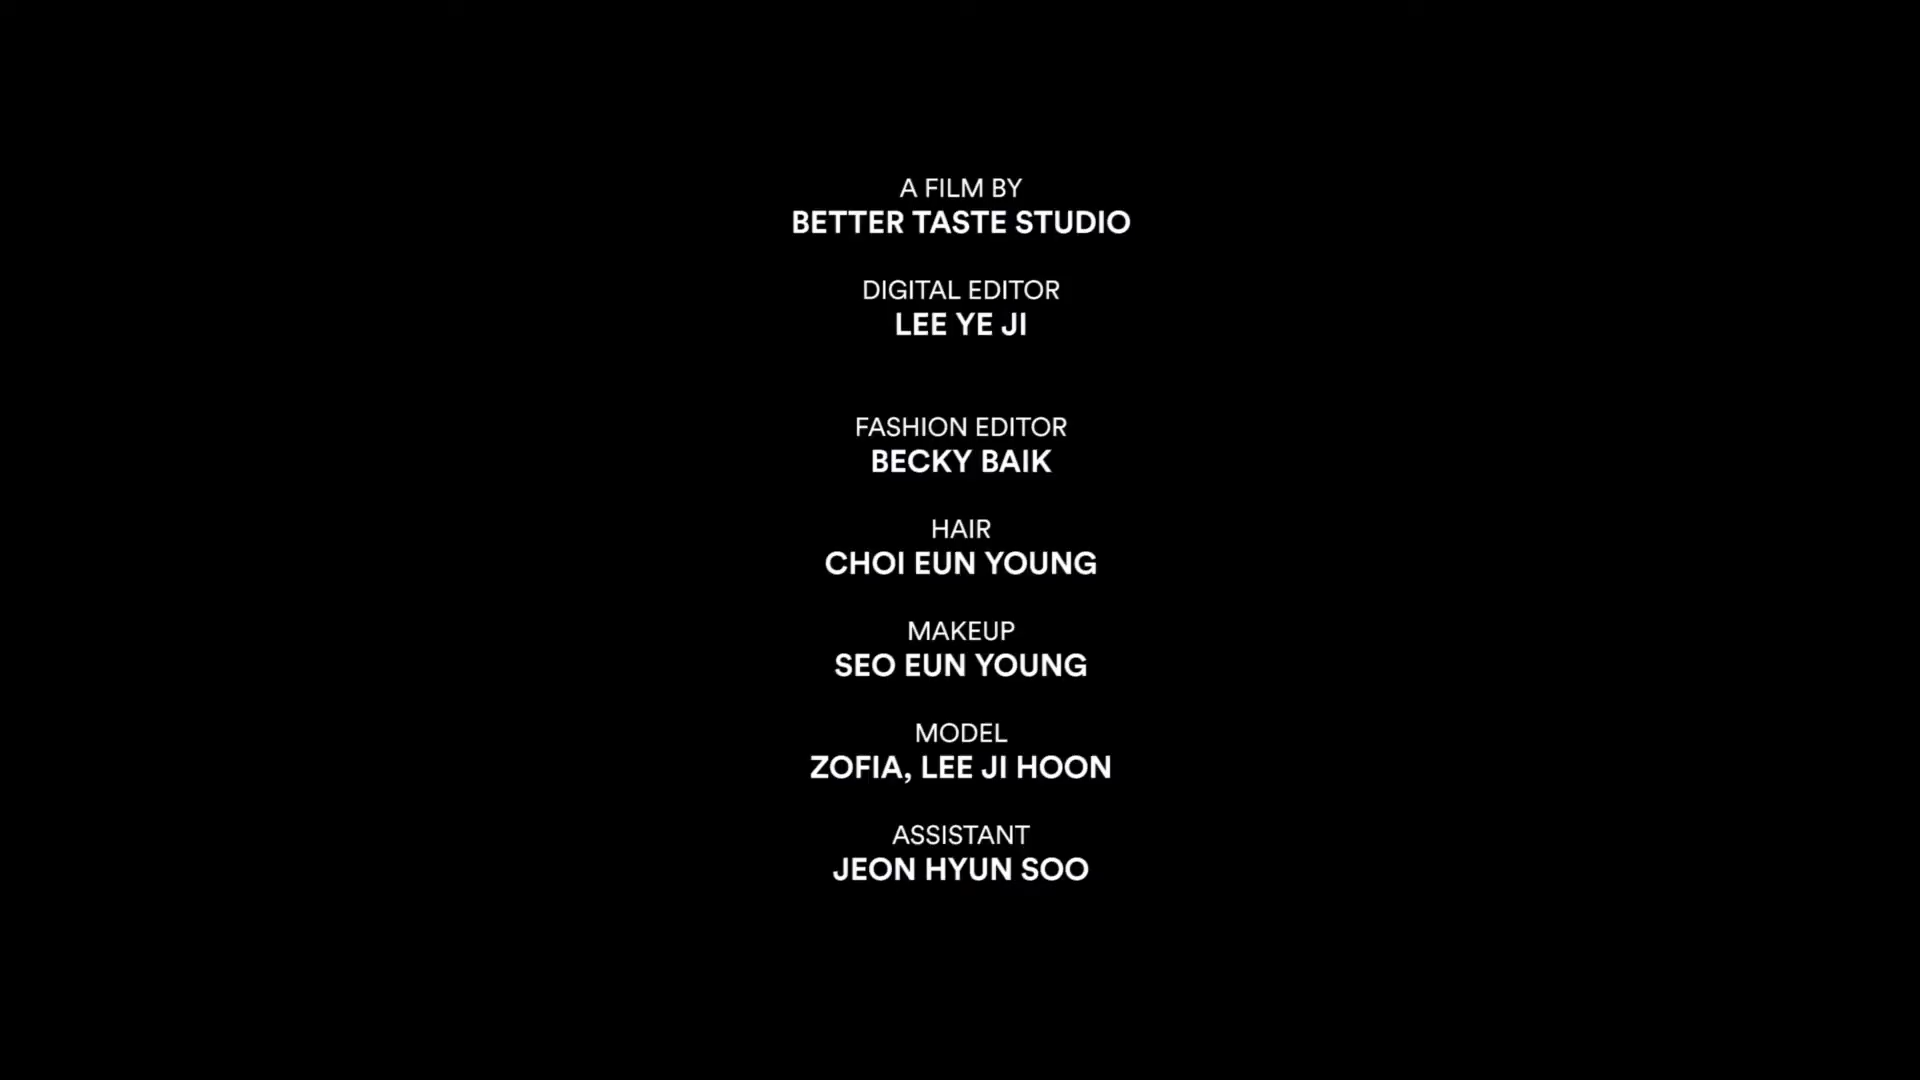 A FILM BY
BETTER TASTE STUDIO
DIGITAL EDITOR
LEE YE JI
FASHION EDITOR
BECKY BAIK
HAIR
CHOI EUN YOUNG
MAKEUP
SEO EUN YOUNG
MODEL
ZOFIA, LEE JI HOON
ASSISTANT
JEON HYUN SOO